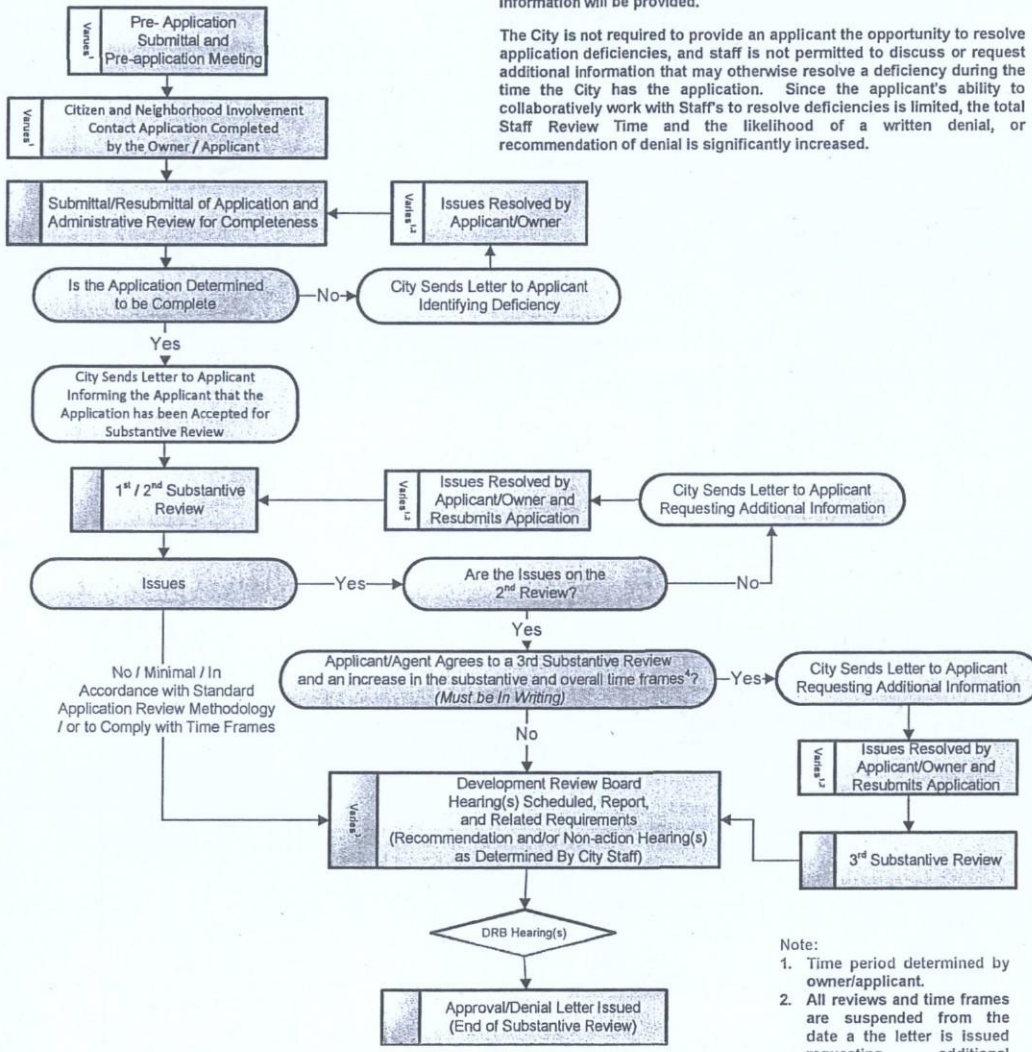 information will be provided.
The City is not required to provide an applicant the opportunity to resolve
application deficiencies, and staff is not permitted to discuss or request
additional information that may otherwise resolve a deficiency during the
time the City has the application. Since the applicant's ability to
collaboratively work with Staff's to resolve deficiencies is limited, the total
Staff Review Time and the likelihood of a written denial, or
recommendation of denial is significantly increased.
Varues¹
Pre- Application
Submittal and
Pre-application Meeting
Varues¹
Citizen and Neighborhood Involvement
Contact Application Completed
by the Owner / Applicant
Submittal/Resubmittal of Application and
Administrative Review for Completeness
Varies¹,²
Issues Resolved by
Applicant/Owner
Is the Application Determined
to be Complete
No
City Sends Letter to Applicant
Identifying Deficiency
Yes
City Sends Letter to Applicant
Informing the Applicant that the
Application has been Accepted for
Substantive Review
1st / 2nd Substantive
Review
Varies¹,²
Issues Resolved by
Applicant/Owner and
Resubmits Application
City Sends Letter to Applicant
Requesting Additional Information
Issues
Yes
Are the Issues on the
2nd Review?
No
Yes
No / Minimal / In
Accordance with Standard
Application Review Methodology
/ or to Comply with Time Frames
Applicant/Agent Agrees to a 3rd Substantive Review
and an increase in the substantive and overall time frames⁴?
(Must be In Writing)
Yes
City Sends Letter to Applicant
Requesting Additional Information
No
Varies¹,²
Issues Resolved by
Applicant/Owner and
Resubmits Application
Varies
Development Review Board
Hearing(s) Scheduled, Report,
and Related Requirements
(Recommendation and/or Non-action Hearing(s)
as Determined By City Staff)
3rd Substantive Review
DRB Hearing(s)
Approval/Denial Letter Issued
(End of Substantive Review)
Note:
1. Time period determined by
owner/applicant.
2. All reviews and time frames
are suspended from the
date a the letter is issued
requesting additional